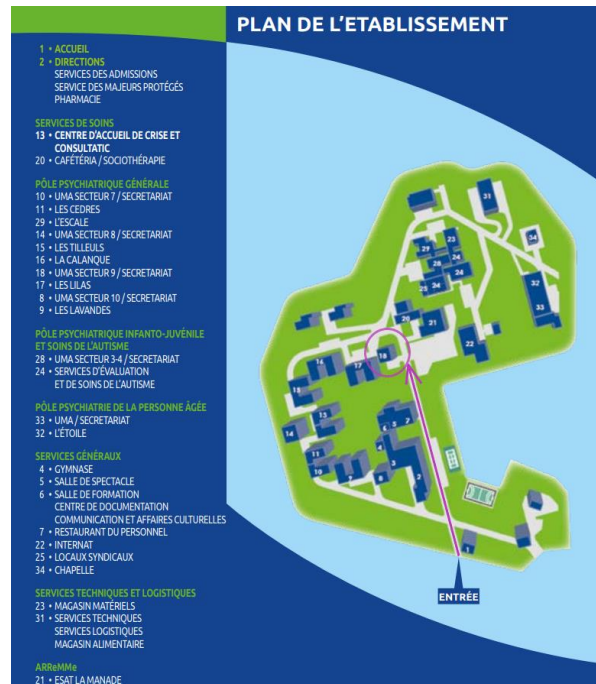 PLAN DE L'ETABLISSEMENT
1 • ACCUEIL
2 • DIRECTIONS
SERVICES DES ADMISSIONS
SERVICE DES MAJEURS PROTÉGÉS
PHARMACIE
SERVICES DE SOINS
13 • CENTRE D'ACCUEIL DE CRISE ET
CONSULTATIC
20 • CAFÉTÉRIA / SOCIOTHÉRAPIE
PÔLE PSYCHIATRIQUE GÉNÉRALE
10 • UMA SECTEUR 7 / SECRETARIAT
11 • LES CEDRES
29 • L'ESCALE
14 • UMA SECTEUR 8 / SECRETARIAT
15 • LES TILLEULS
16 • LA CALANQUE
18 • UMA SECTEUR 9 / SECRETARIAT
17 • LES LILAS
8 • UMA SECTEUR 10 / SECRETARIAT
9 • LES LAVANDES
PÔLE PSYCHIATRIQUE INFANTO-JUVÉNILE
ET SOINS DE L'AUTISME
28 • UMA SECTEUR 3-4 / SECRETARIAT
24 • SERVICES D'ÉVALUATION
ET DE SOINS DE L'AUTISME
PÔLE PSYCHIATRIE DE LA PERSONNE ÂGÉE
33 • UMA / SECRETARIAT
32 • L'ÉTOILE
SERVICES GÉNÉRAUX
4 • GYMNASE
5 • SALLE DE SPECTACLE
6 • SALLE DE FORMATION
CENTRE DE DOCUMENTATION
COMMUNICATION ET AFFAIRES CULTURELLES
7 • RESTAURANT DU PERSONNEL
22 • INTERNAT
25 • LOCAUX SYNDICAUX
34 • CHAPELLE
SERVICES TECHNIQUES ET LOGISTIQUES
23 • MAGASIN MATÉRIELS
31 • SERVICES TECHNIQUES
SERVICES LOGISTIQUES
MAGASIN ALIMENTAIRE
ARReMMe
21 • ESAT LA MANADE
31
34
29
23
28
24
24
25
34
32
33
20
21
22
18
16
17
15
13
14
11
10
6
5
7
4
3
8
2
1
ENTRÉE